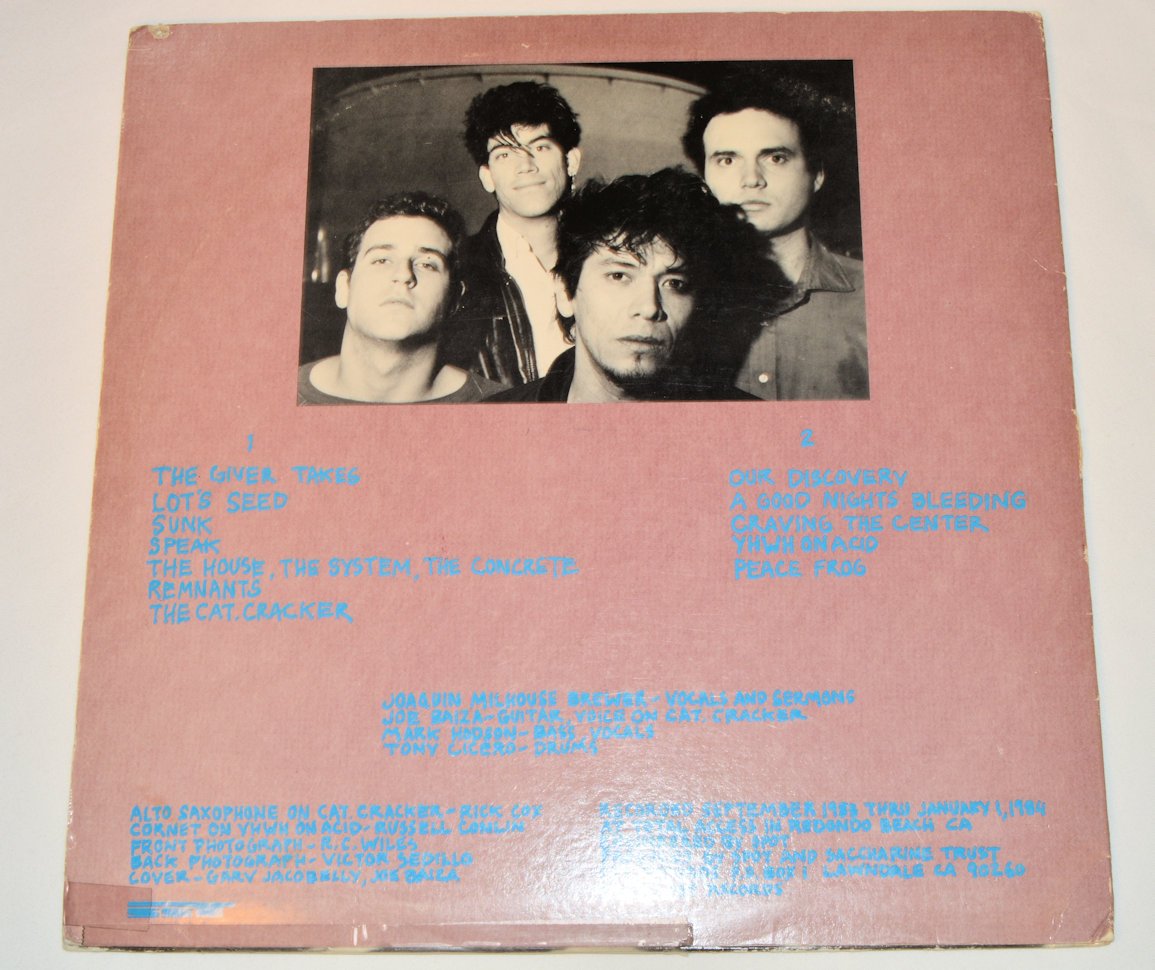 1
THE GIVER TAKES
LOT'S SEED
SUNK
SPEAK
THE HOUSE, THE SYSTEM, THE CONCRETE
REMNANTS
THE CAT. CRACKER
2
OUR DISCOVERY
A GOOD NIGHTS BLEEDING
CRAVING THE CENTER
YHWH ON ACID
PEACE FROG
JOAQUIN MILHOUSE BREWER - VOCALS AND SERMONS
JOE BAIZA - GUITAR, VOICE ON CAT. CRACKER
MARK HODSON - BASS, VOCALS
TONY CICERO - DRUMS
ALTO SAXOPHONE ON CAT. CRACKER - RICK COX
CORNET ON YHWH ON ACID - RUSSELL CONLIN
FRONT PHOTOGRAPH - R.C. WILES
BACK PHOTOGRAPH - VICTOR SEDILLO
COVER - GARY JACOBELLY, JOE BAIZA
RECORDED SEPTEMBER 1983 THRU JANUARY 1, 1984
AT TOTAL ACCESS IN REDONDO BEACH CA
BY SPOT
SPOT AND SACCHARINE TRUST
BOX 1 LAWNDALE CA 90260
RECORDS